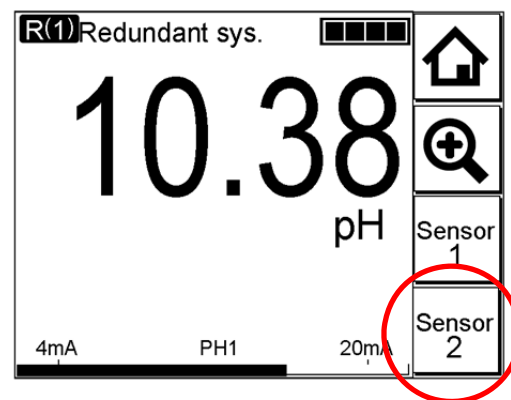 R(1) Redundant sys.
10.38
pH
Sensor
1
Sensor
2
4mA PH1 20mA